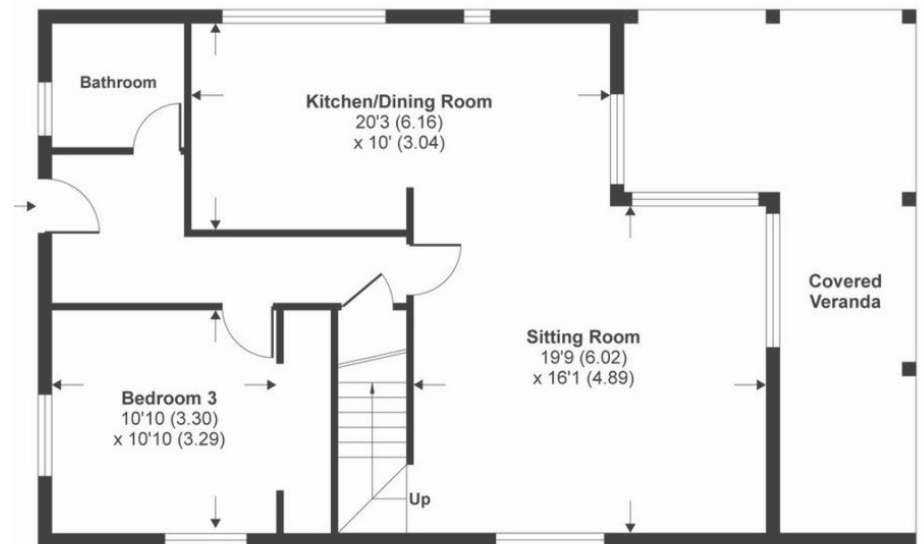 Bathroom
Kitchen/Dining Room
20'3 (6.16)
x 10' (3.04)
Covered
Veranda
Sitting Room
19'9 (6.02)
x 16'1 (4.89)
Bedroom 3
10'10 (3.30)
x 10'10 (3.29)
Up